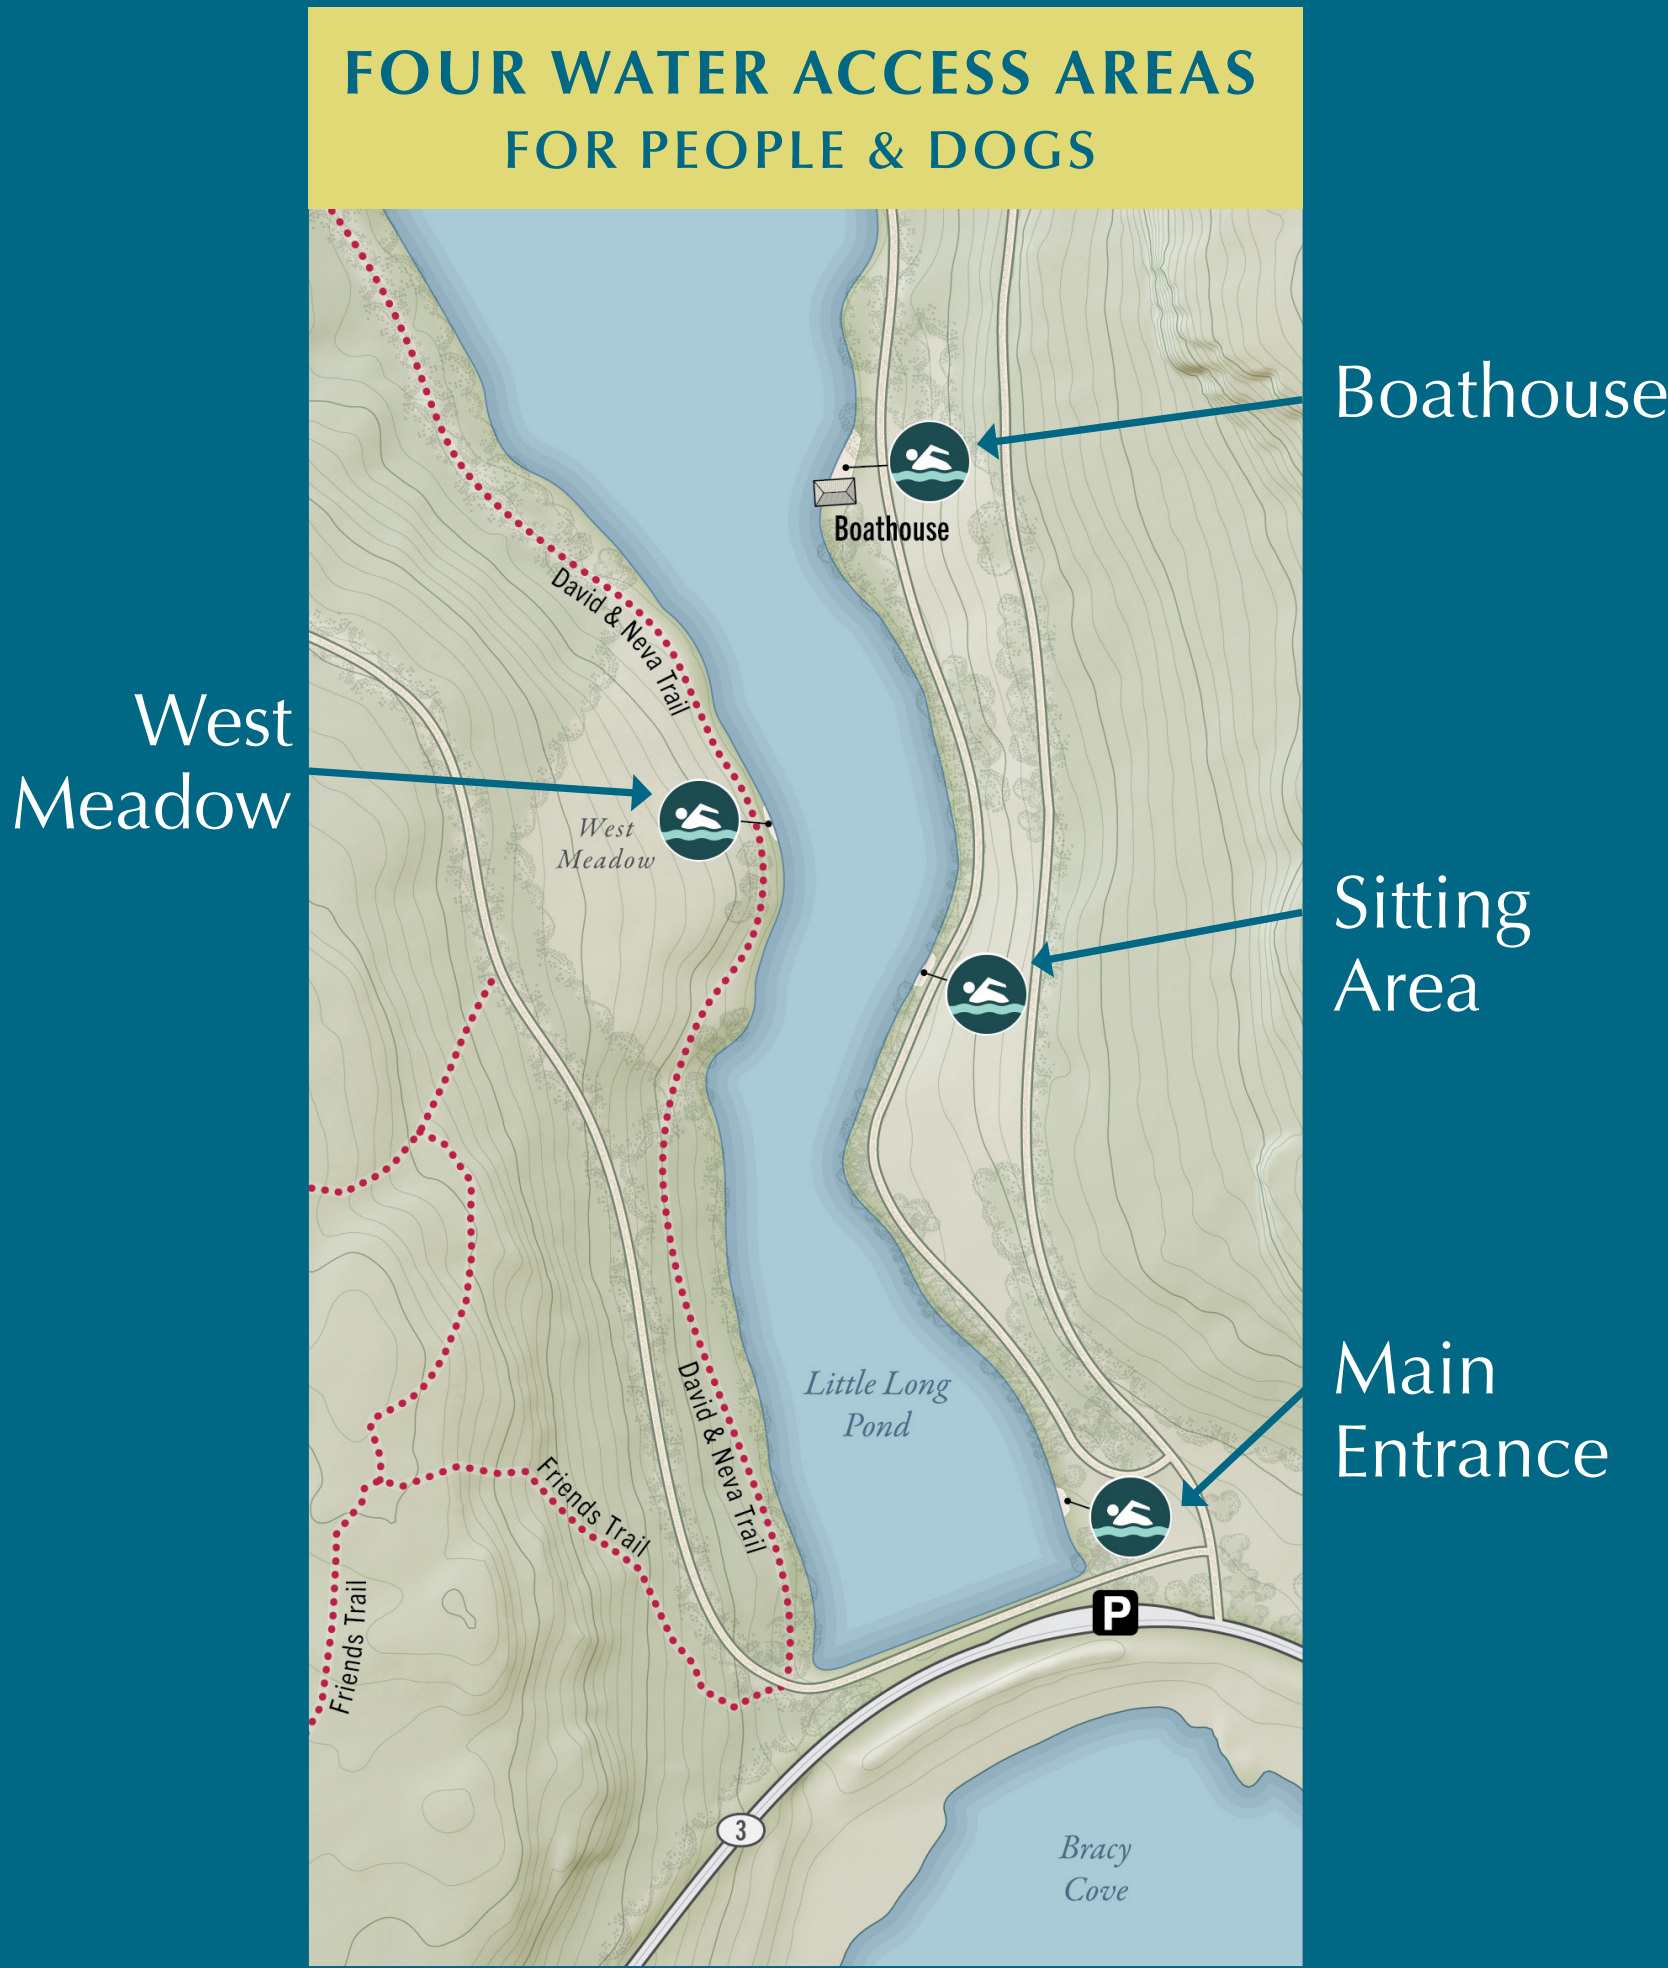 FOUR WATER ACCESS AREAS
FOR PEOPLE & DOGS
Boathouse
Boathouse
David & Neva Trail
West
Meadow
West
Meadow
Sitting
Area
Little Long
Pond
Main
Entrance
David & Neva Trail
Friends Trail
Friends Trail
P
3
Bracy
Cove